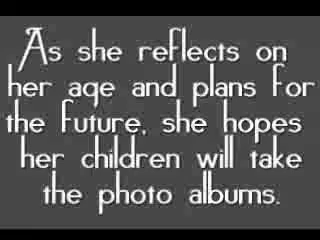 As she reflects on
her age and plans for
the future, she hopes
her children will take
the photo albums.